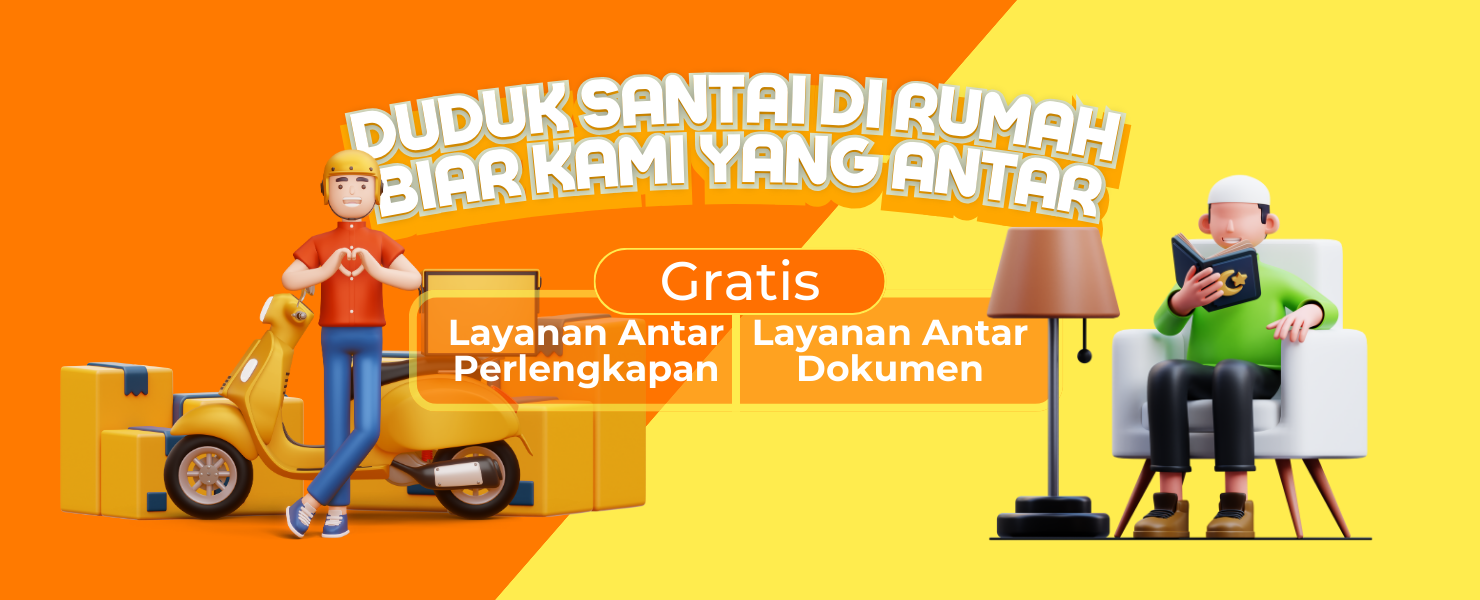 DUDUK SANTAI DI RUMAH
BIAR KAMI YANG ANTAR
Gratis
Layanan Antar
Perlengkapan
Layanan Antar
Dokumen